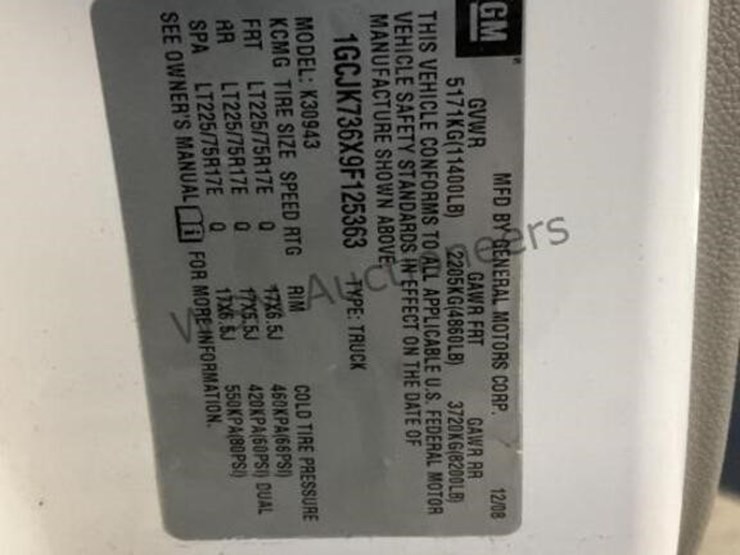 GM
MFD BY GENERAL MOTORS CORP. 12/08
GVWR GAWR FRT GAWR RR
5171KG(11400LB) 2205KG(4860LB) 3720KG(8200LB)
THIS VEHICLE CONFORMS TO ALL APPLICABLE U.S. FEDERAL MOTOR
VEHICLE SAFETY STANDARDS IN EFFECT ON THE DATE OF
MANUFACTURE SHOWN ABOVE.
1GCJK736X9F125363 TYPE: TRUCK
MODEL: K30943
KCMG TIRE SIZE SPEED RTG RIM COLD TIRE PRESSURE
FRT LT225/75R17E Q 17X6.5J 460KPA(66PSI)
RR LT225/75R17E Q 17X6.5J 420KPA(60PSI) DUAL
SPA LT225/75R17E Q 17X6.5J 550KPA(80PSI)
SEE OWNER'S MANUAL FOR MORE INFORMATION.
Auctioneers